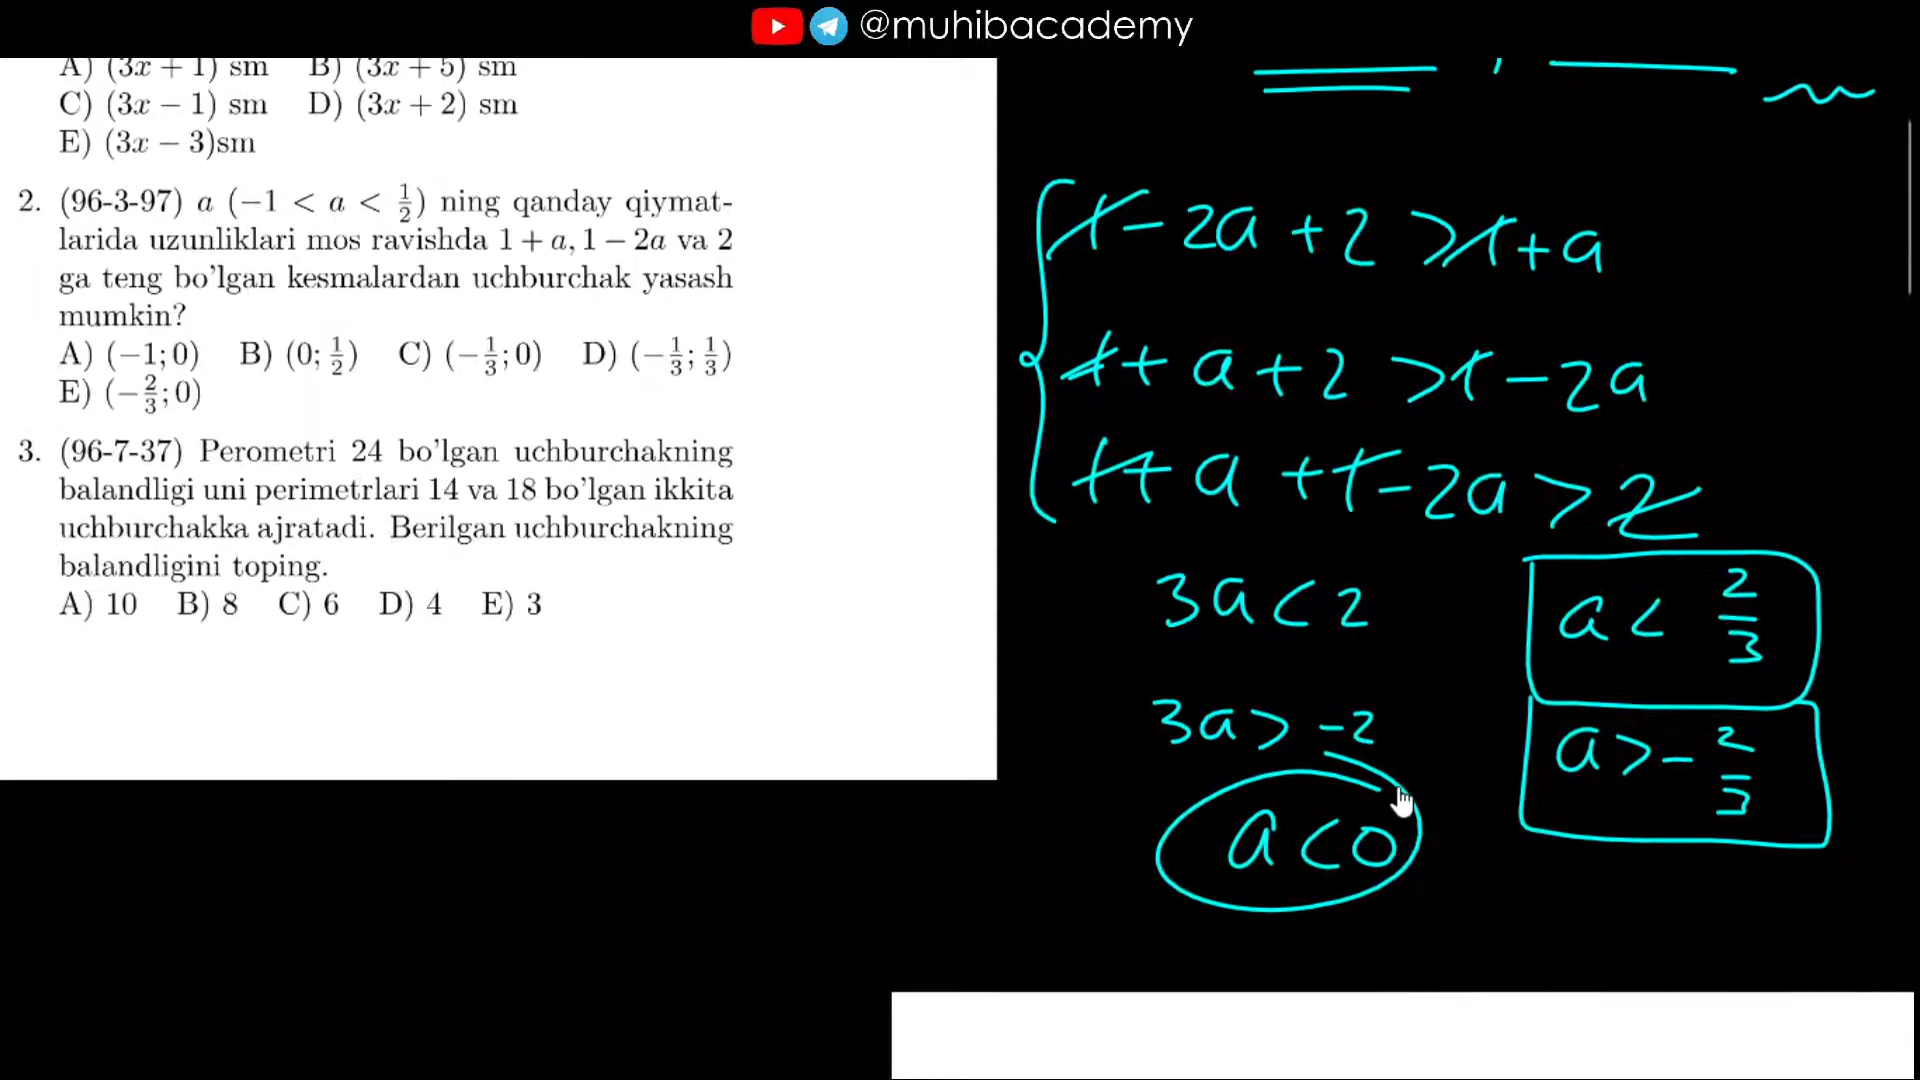 @muhibacademy
A) (3x + 1) sm B) (3x + 5) sm
C) (3x − 1) sm D) (3x + 2) sm
E) (3x − 3)sm
2. (96-3-97) a (−1 < a < 1/2) ning qanday qiymat-
larida uzunliklari mos ravishda 1 + a, 1 − 2a va 2
ga teng bo'lgan kesmalardan uchburchak yasash
mumkin?
A) (−1; 0) B) (0; 1/2) C) (−1/3; 0) D) (−1/3; 1/3)
E) (−2/3; 0)
3. (96-7-37) Perometri 24 bo'lgan uchburchakning
balandligi uni perimetrlari 14 va 18 bo'lgan ikkita
uchburchakka ajratadi. Berilgan uchburchakning
balandligini toping.
A) 10 B) 8 C) 6 D) 4 E) 3
1 − 2a + 2 > 1 + a
1 + a + 2 > 1 − 2a
1 + a + 1 − 2a > 2
3a < 2
a < 2/3
3a > −2
a > − 2/3
a < 0